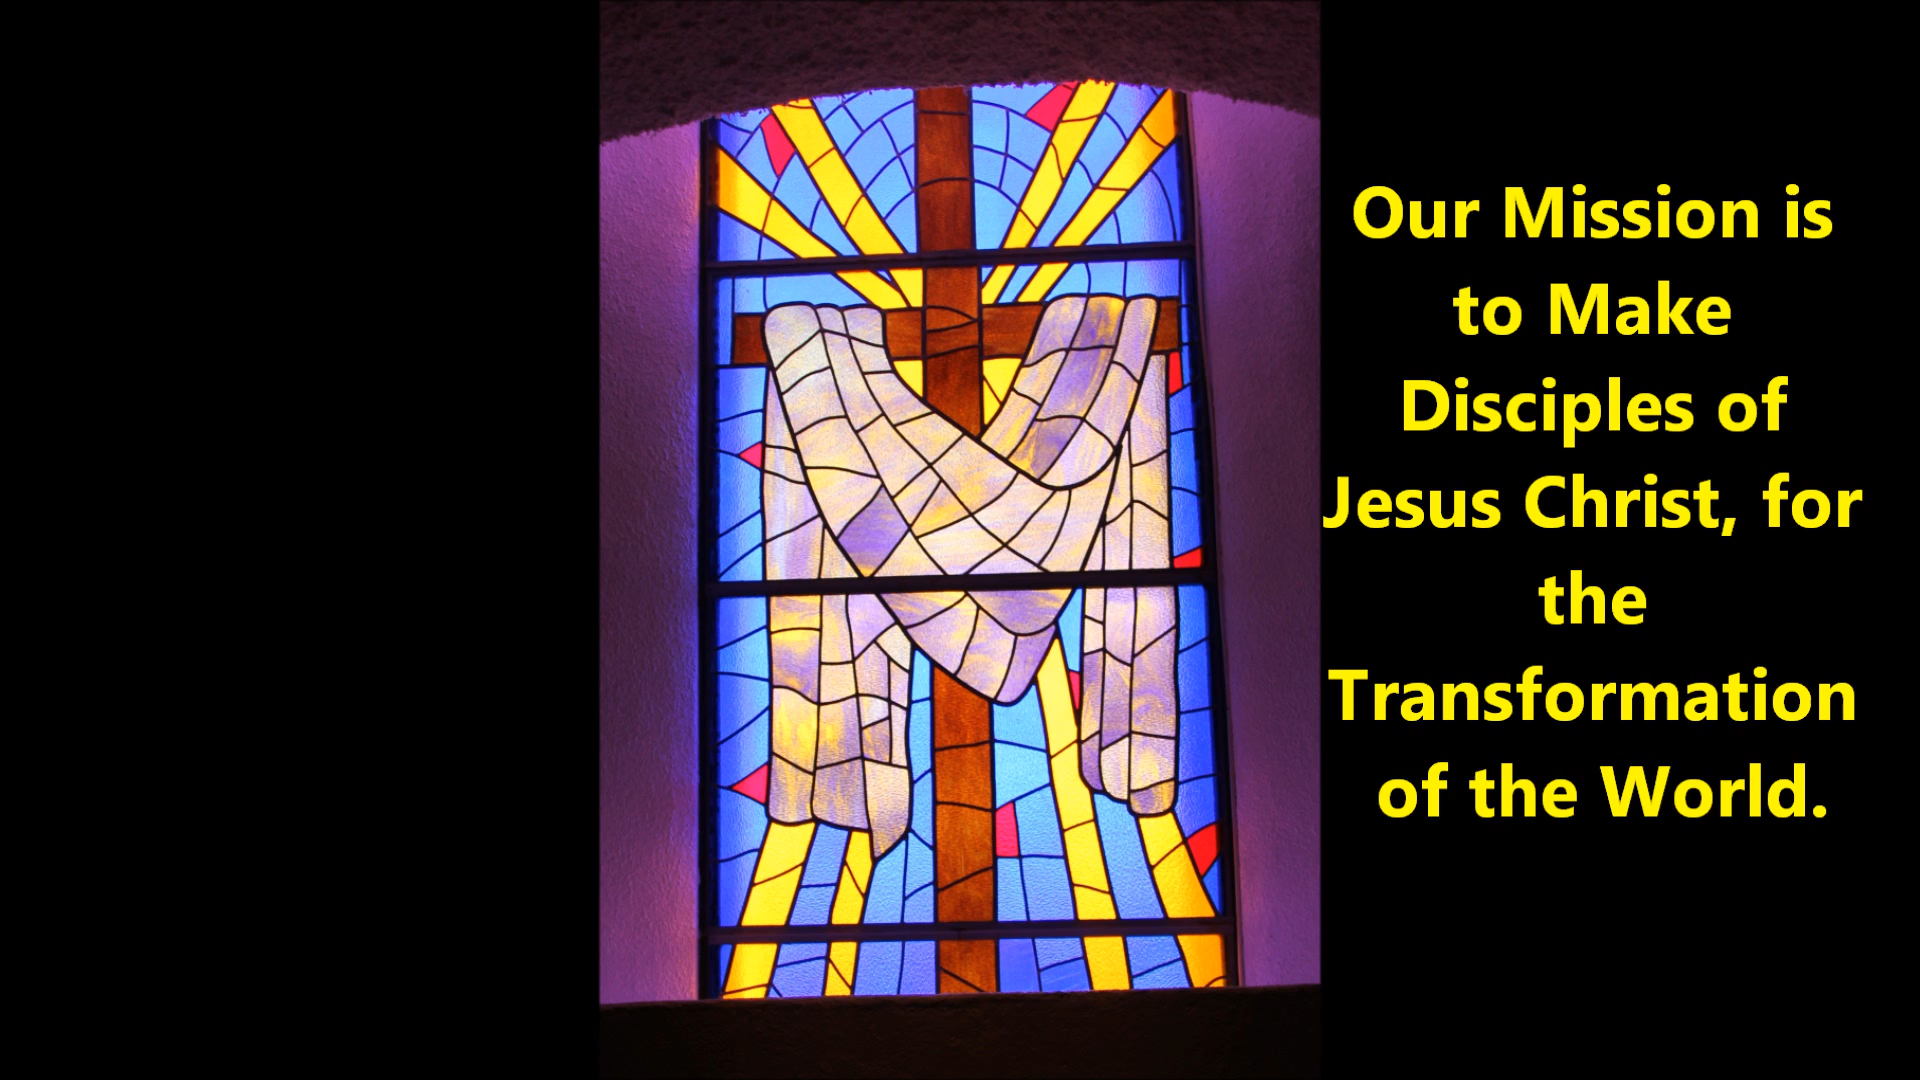 Our Mission is
to Make
Disciples of
Jesus Christ, for
the
Transformation
of the World.